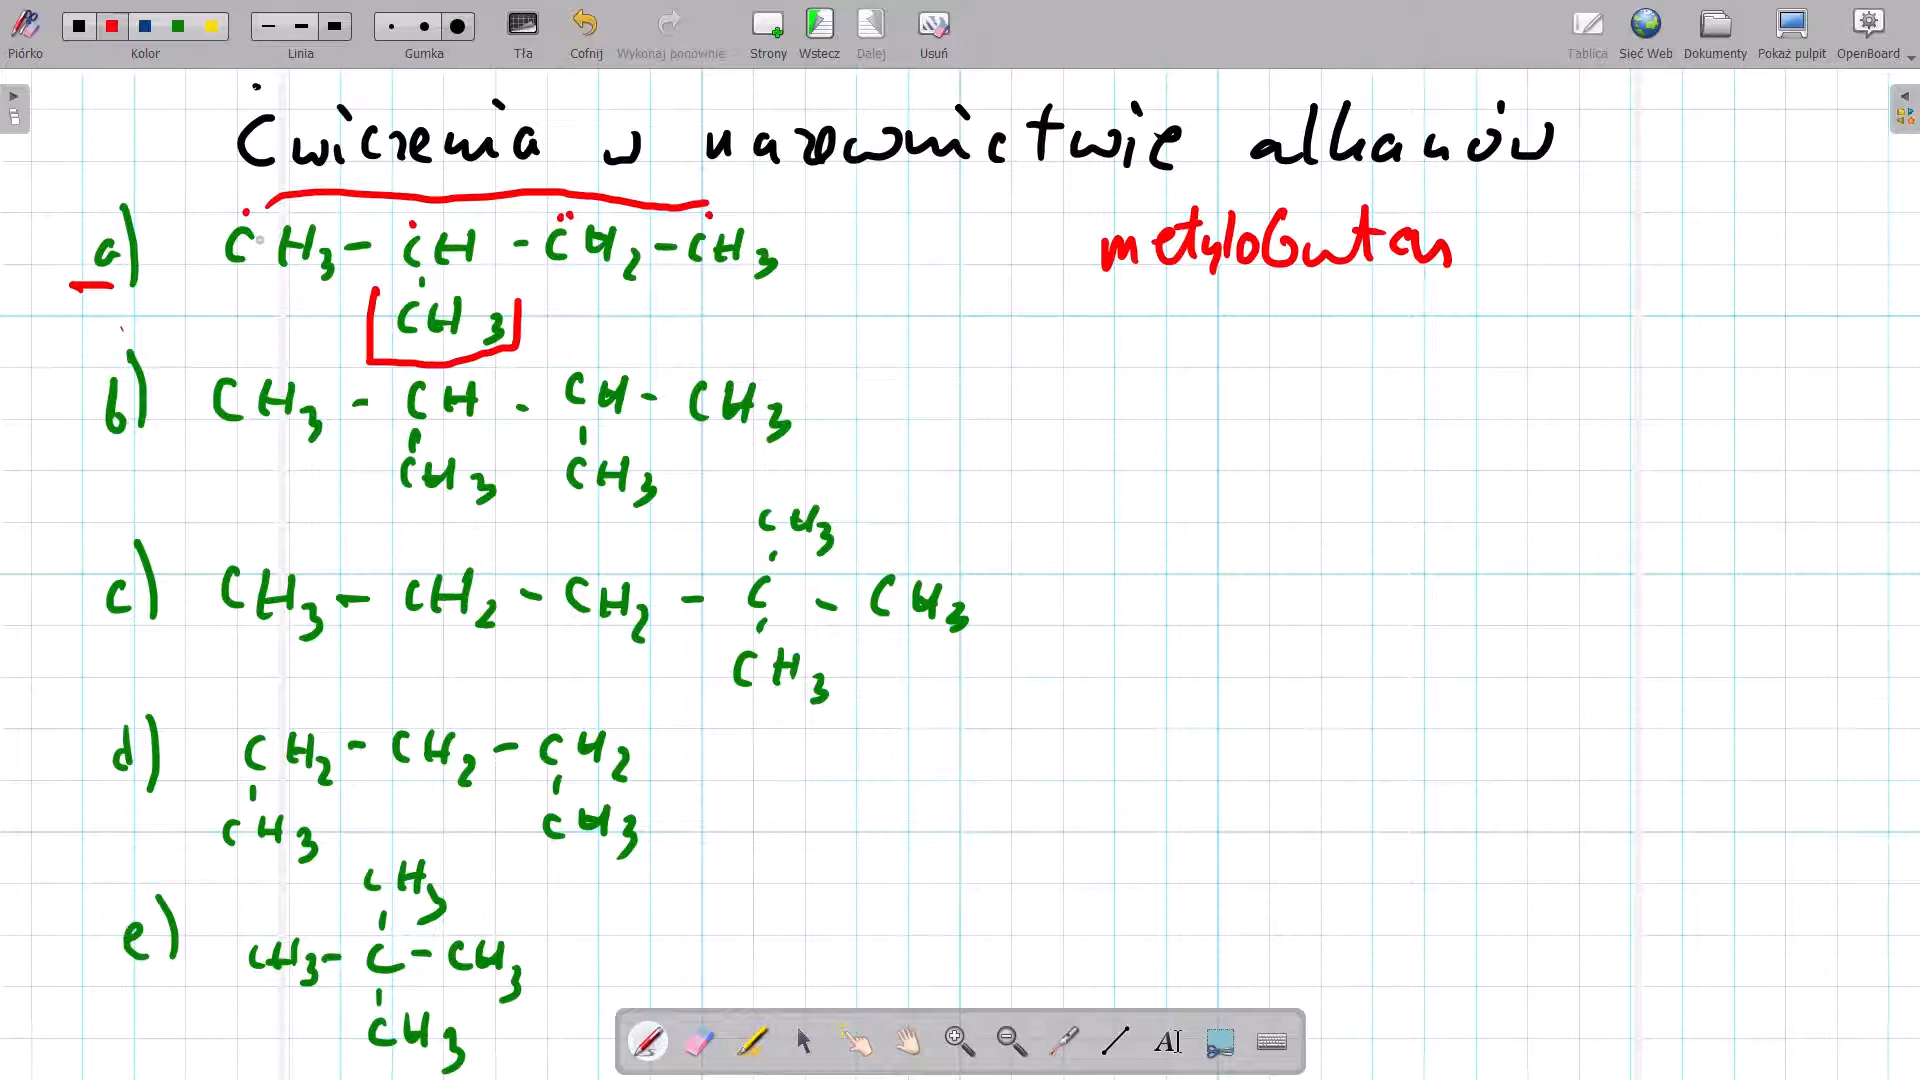 Piórko
Kolor
Linia
Gumka
Tła
Cofnij
Wykonaj ponownie
Strony
Wstecz
Dalej
Usuń
Tablica
Sieć Web
Dokumenty
Pokaż pulpit
OpenBoard
Ćwiczenia w nazewnictwie alkanów
a) CH3 - CH - CH2 - CH3
metylobutan
CH3
b) CH3 - CH - CH - CH3
CH3 CH3
CH3
c) CH3 - CH2 - CH2 - C - CH3
CH3
d) CH2 - CH2 - CH2
CH3 CH3
CH3
e) CH3 - C - CH3
CH3
AI